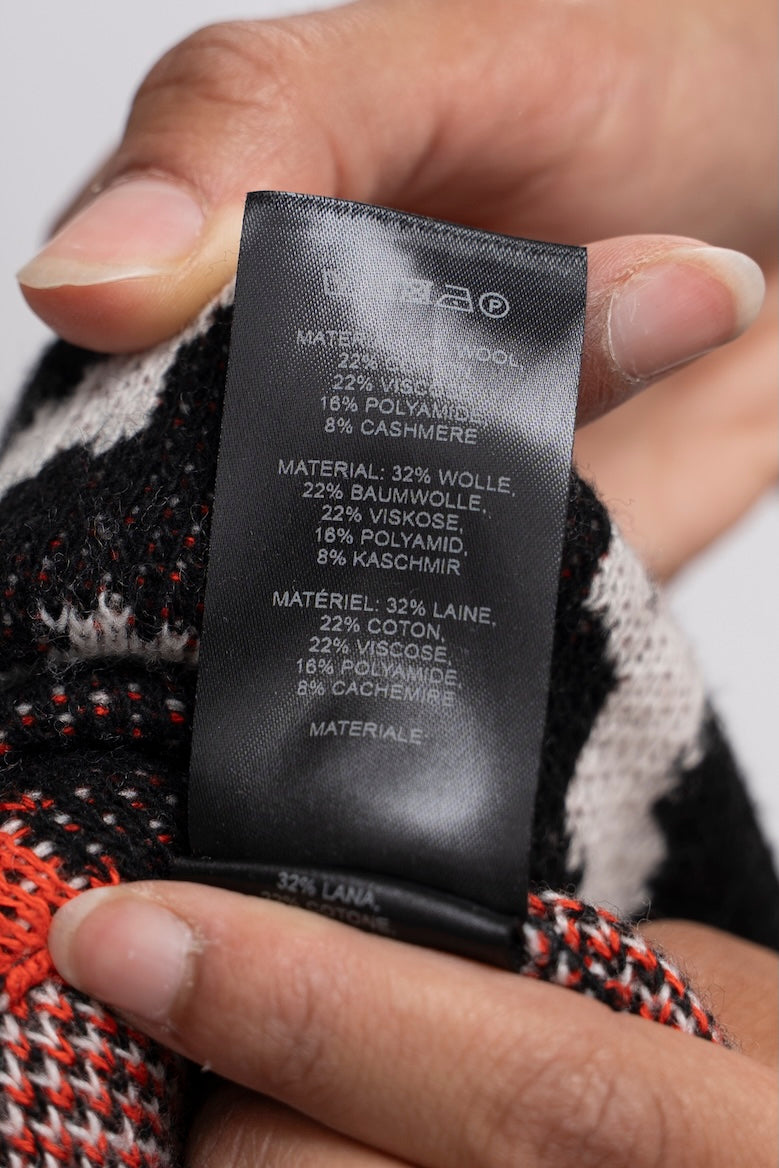 P
WOOL,
22%
22%
16% POLYAMIDE
8% CASHMERE
MATERIAL: 32% WOLLE,
22% BAUMWOLLE,
22% VISKOSE,
16% POLYAMID,
8% KASCHMIR
MATÉRIEL: 32% LAINE,
22% COTON,
22% VISCOSE,
16% POLYAMIDE,
8% CACHEMIRE
MATERIALE
32% LANA,
COTONE,